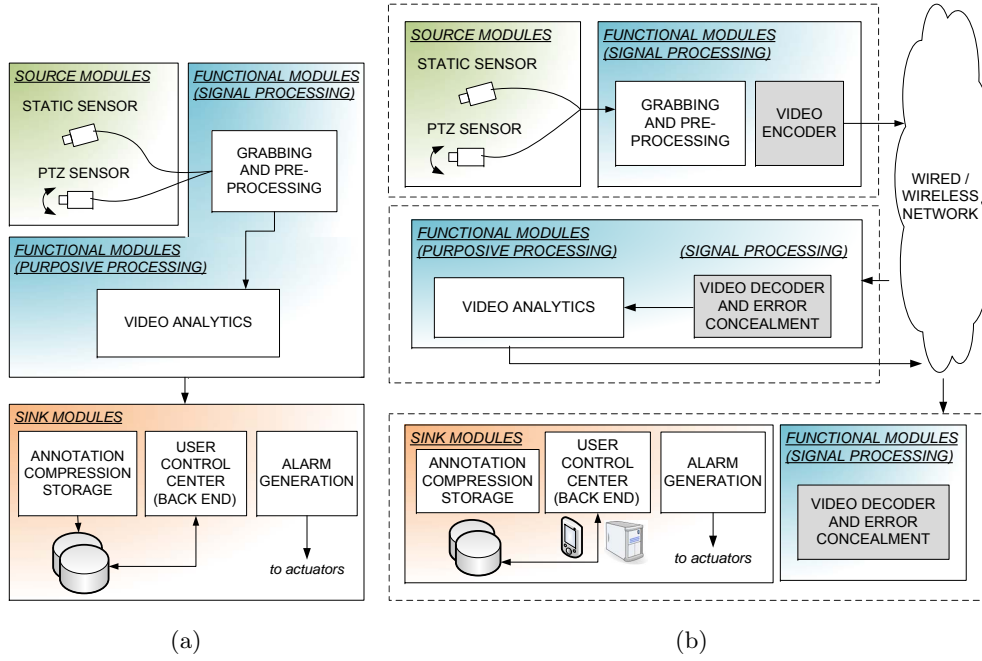 SOURCE MODULES
STATIC SENSOR
PTZ SENSOR
FUNCTIONAL MODULES
(SIGNAL PROCESSING)
GRABBING
AND PRE-
PROCESSING
FUNCTIONAL MODULES
(PURPOSIVE PROCESSING)
VIDEO ANALYTICS
SINK MODULES
ANNOTATION
COMPRESSION
STORAGE
USER
CONTROL
CENTER
(BACK END)
ALARM
GENERATION
to actuators
(a)
SOURCE MODULES
STATIC SENSOR
PTZ SENSOR
FUNCTIONAL MODULES
(SIGNAL PROCESSING)
GRABBING
AND PRE-
PROCESSING
VIDEO
ENCODER
WIRED /
WIRELESS
NETWORK
FUNCTIONAL MODULES
(PURPOSIVE PROCESSING)
(SIGNAL PROCESSING)
VIDEO ANALYTICS
VIDEO DECODER
AND ERROR
CONCEALMENT
SINK MODULES
ANNOTATION
COMPRESSION
STORAGE
USER
CONTROL
CENTER
(BACK END)
ALARM
GENERATION
to actuators
FUNCTIONAL MODULES
(SIGNAL PROCESSING)
VIDEO DECODER
AND ERROR
CONCEALMENT
(b)